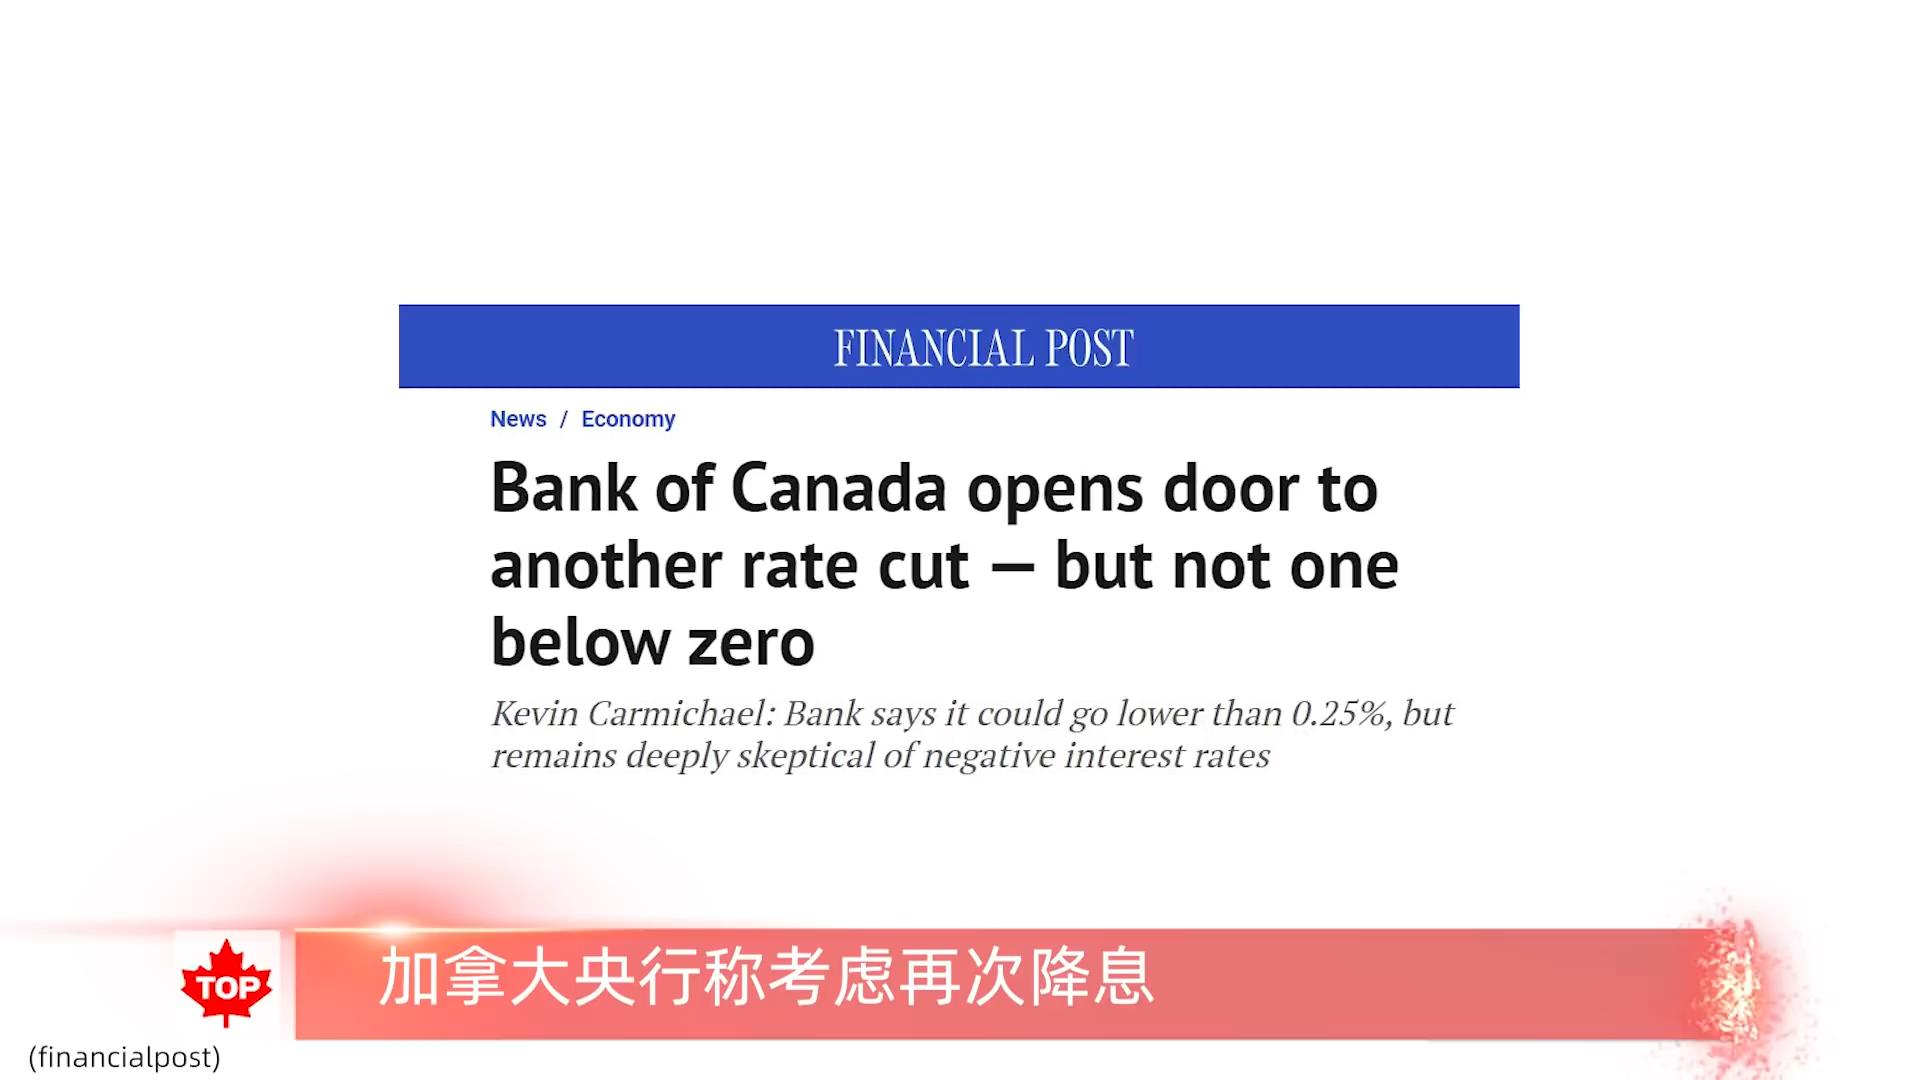 FINANCIAL POST
News / Economy
Bank of Canada opens door to
another rate cut — but not one
below zero
Kevin Carmichael: Bank says it could go lower than 0.25%, but
remains deeply skeptical of negative interest rates
TOP
加拿大央行称考虑再次降息
(financialpost)